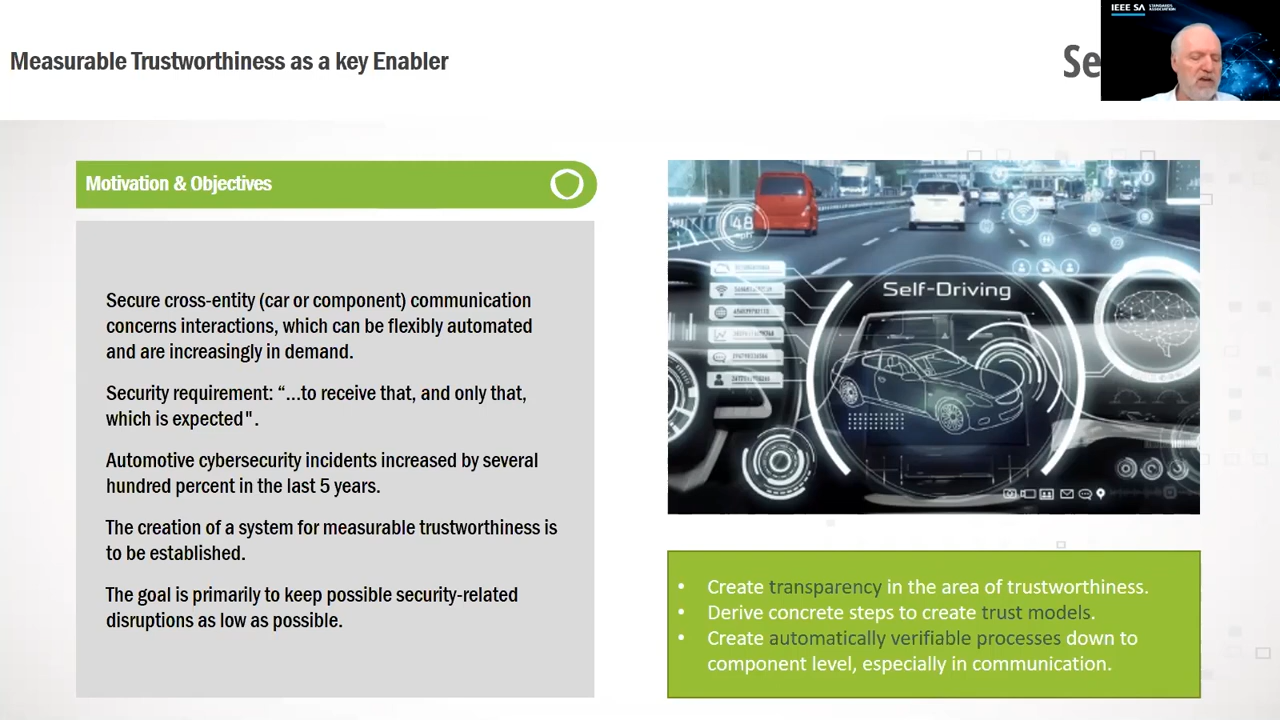 Measurable Trustworthiness as a key Enabler
Se
IEEE SA STANDARDS ASSOCIATION
Motivation & Objectives
Secure cross-entity (car or component) communication
concerns interactions, which can be flexibly automated
and are increasingly in demand.
Security requirement: “...to receive that, and only that,
which is expected".
Automotive cybersecurity incidents increased by several
hundred percent in the last 5 years.
The creation of a system for measurable trustworthiness is
to be established.
The goal is primarily to keep possible security-related
disruptions as low as possible.
48
mph
Self-Driving
• Create transparency in the area of trustworthiness.
• Derive concrete steps to create trust models.
• Create automatically verifiable processes down to
component level, especially in communication.